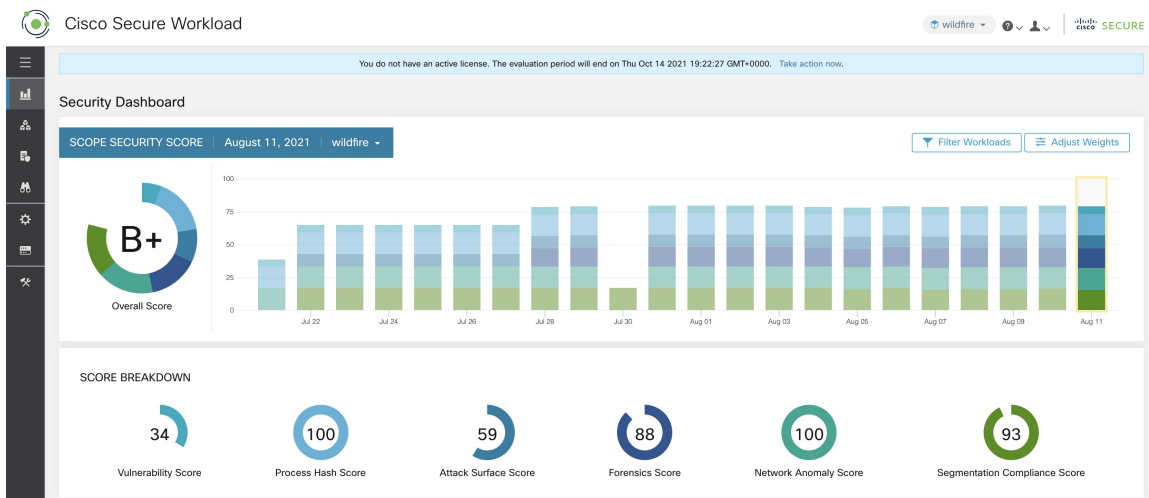 Cisco Secure Workload
wildfire
CISCO SECURE
You do not have an active license. The evaluation period will end on Thu Oct 14 2021 19:22:27 GMT+0000. Take action now.
Security Dashboard
SCOPE SECURITY SCORE August 11, 2021 wildfire
Filter Workloads
Adjust Weights
B+
Overall Score
100
75
50
25
0
Jul 22 Jul 24 Jul 26 Jul 28 Jul 30 Aug 01 Aug 03 Aug 05 Aug 07 Aug 09 Aug 11
SCORE BREAKDOWN
34 100 59 88 100 93
Vulnerability Score Process Hash Score Attack Surface Score Forensics Score Network Anomaly Score Segmentation Compliance Score